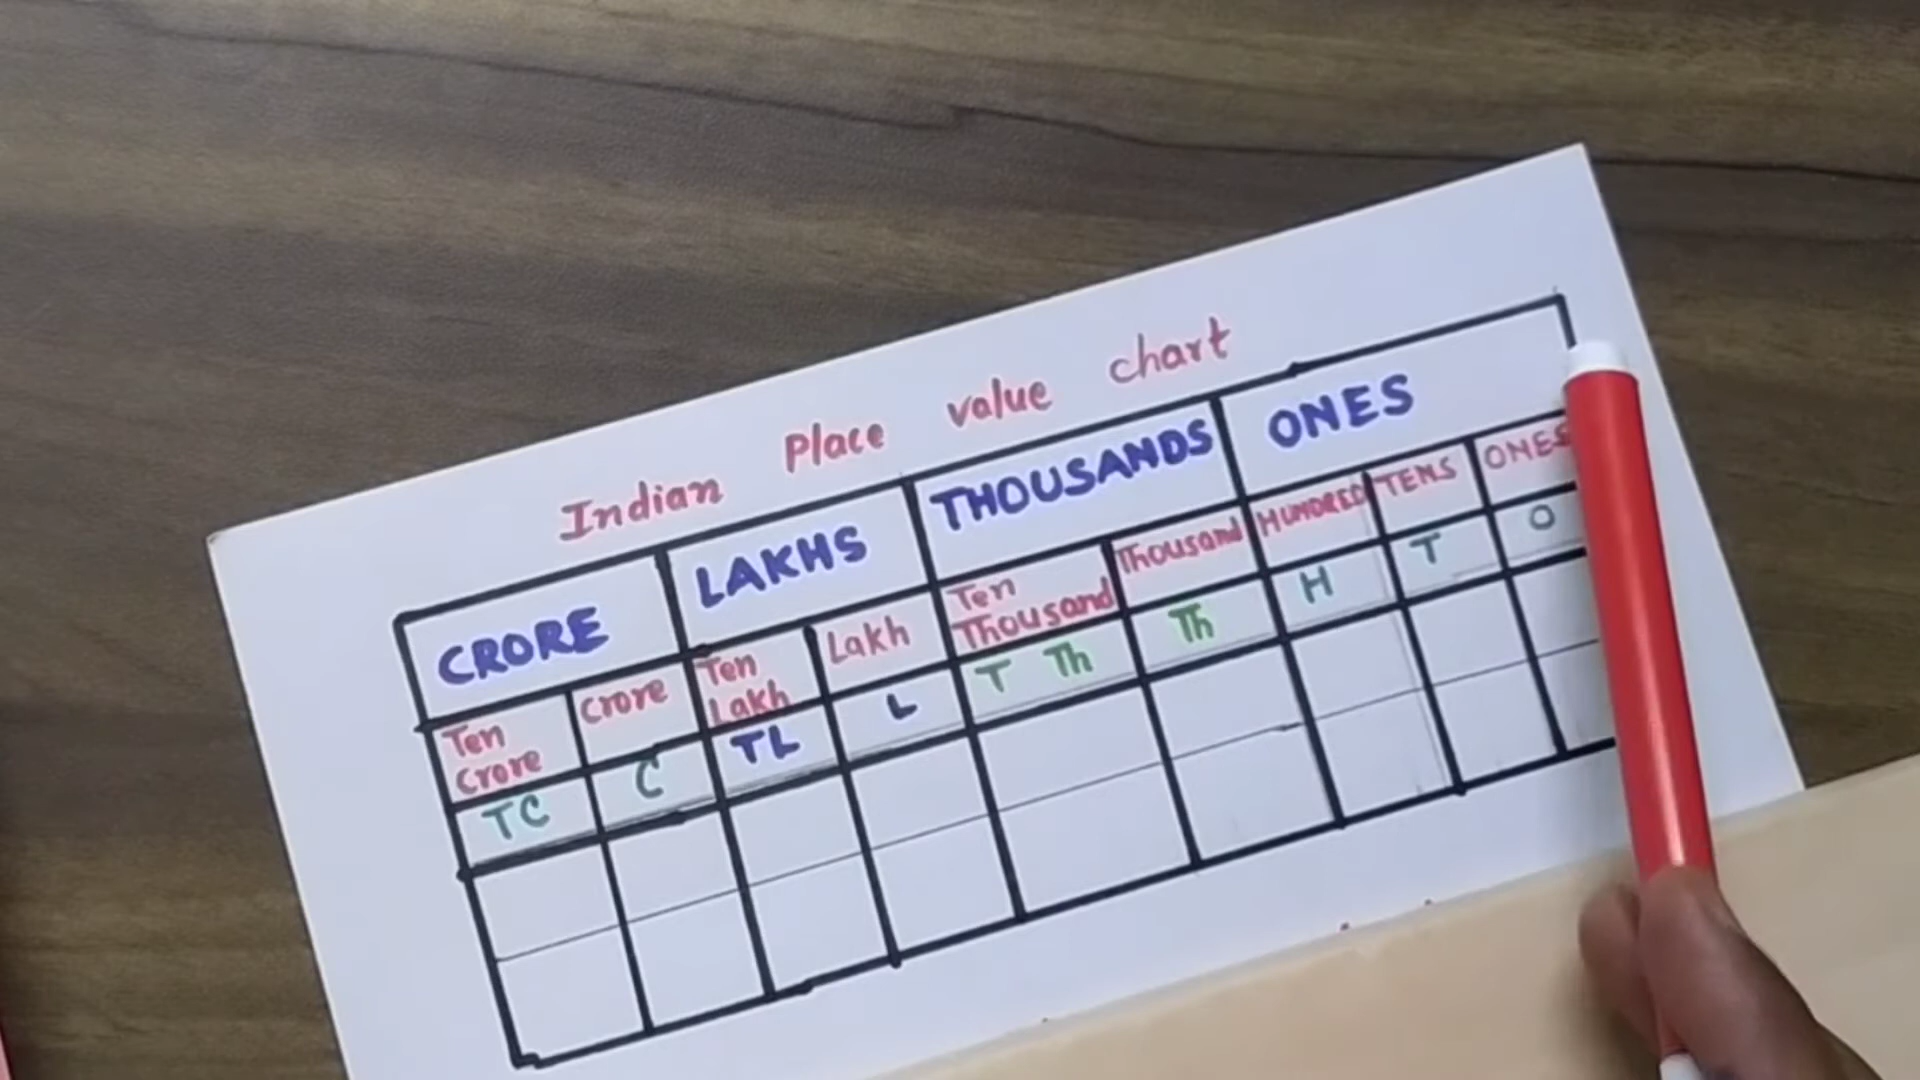 Indian Place value chart
CRORE LAKHS THOUSANDS ONES
Ten Crore Crore Ten Lakh Lakh Ten Thousand Thousand HUNDRED TENS ONES
TC C TL L T Th Th H T O